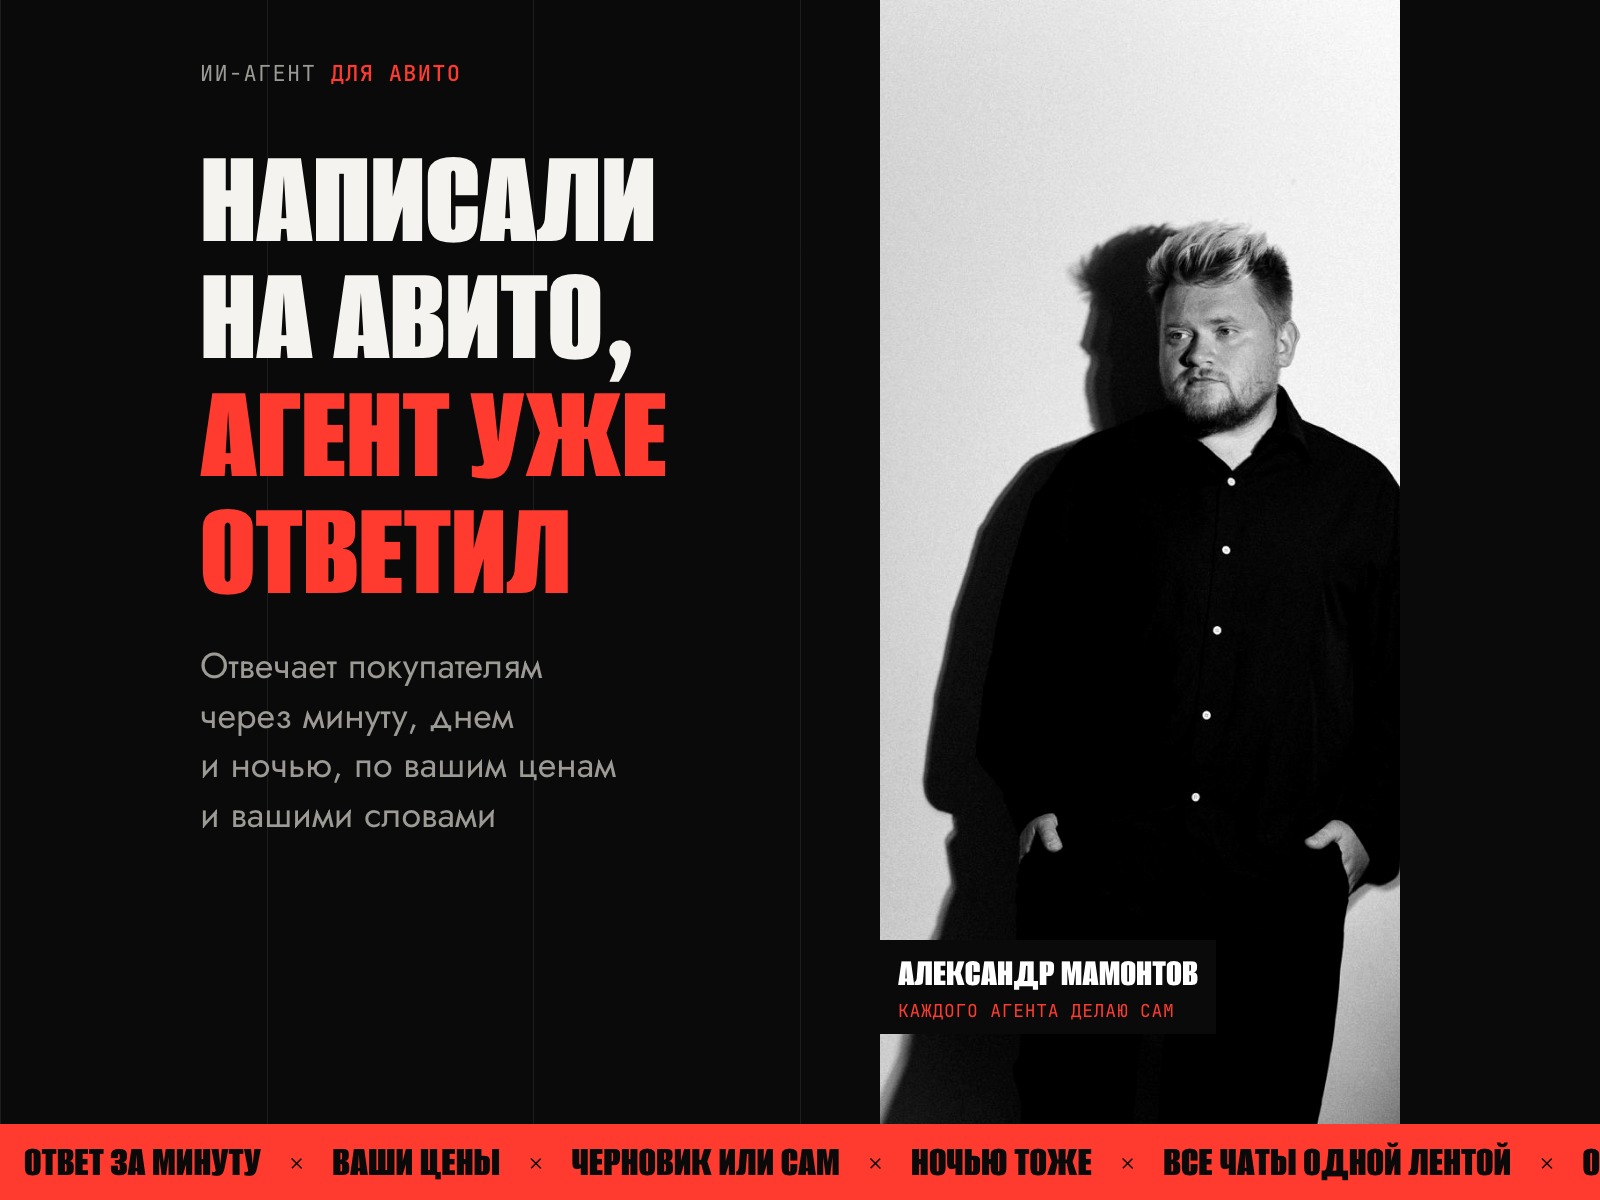 ИИ-АГЕНТ ДЛЯ АВИТО
НАПИСАЛИ
НА АВИТО,
АГЕНТ УЖЕ
ОТВЕТИЛ
Отвечает покупателям
через минуту, днем
и ночью, по вашим ценам
и вашими словами
АЛЕКСАНДР МАМОНТОВ
КАЖДОГО АГЕНТА ДЕЛАЮ САМ
ОТВЕТ ЗА МИНУТУ × ВАШИ ЦЕНЫ × ЧЕРНОВИК ИЛИ САМ × НОЧЬЮ ТОЖЕ × ВСЕ ЧАТЫ ОДНОЙ ЛЕНТОЙ ×